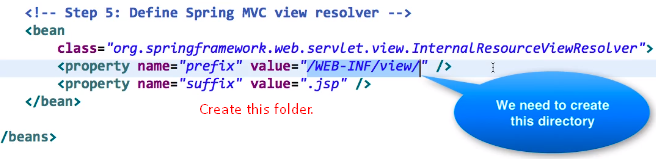 <!-- Step 5: Define Spring MVC view resolver -->
<bean
class="org.springframework.web.servlet.view.InternalResourceViewResolver">
<property name="prefix" value="/WEB-INF/view/" />
<property name="suffix" value=".jsp" />
</bean>
Create this folder.
We need to create
this directory
/beans>